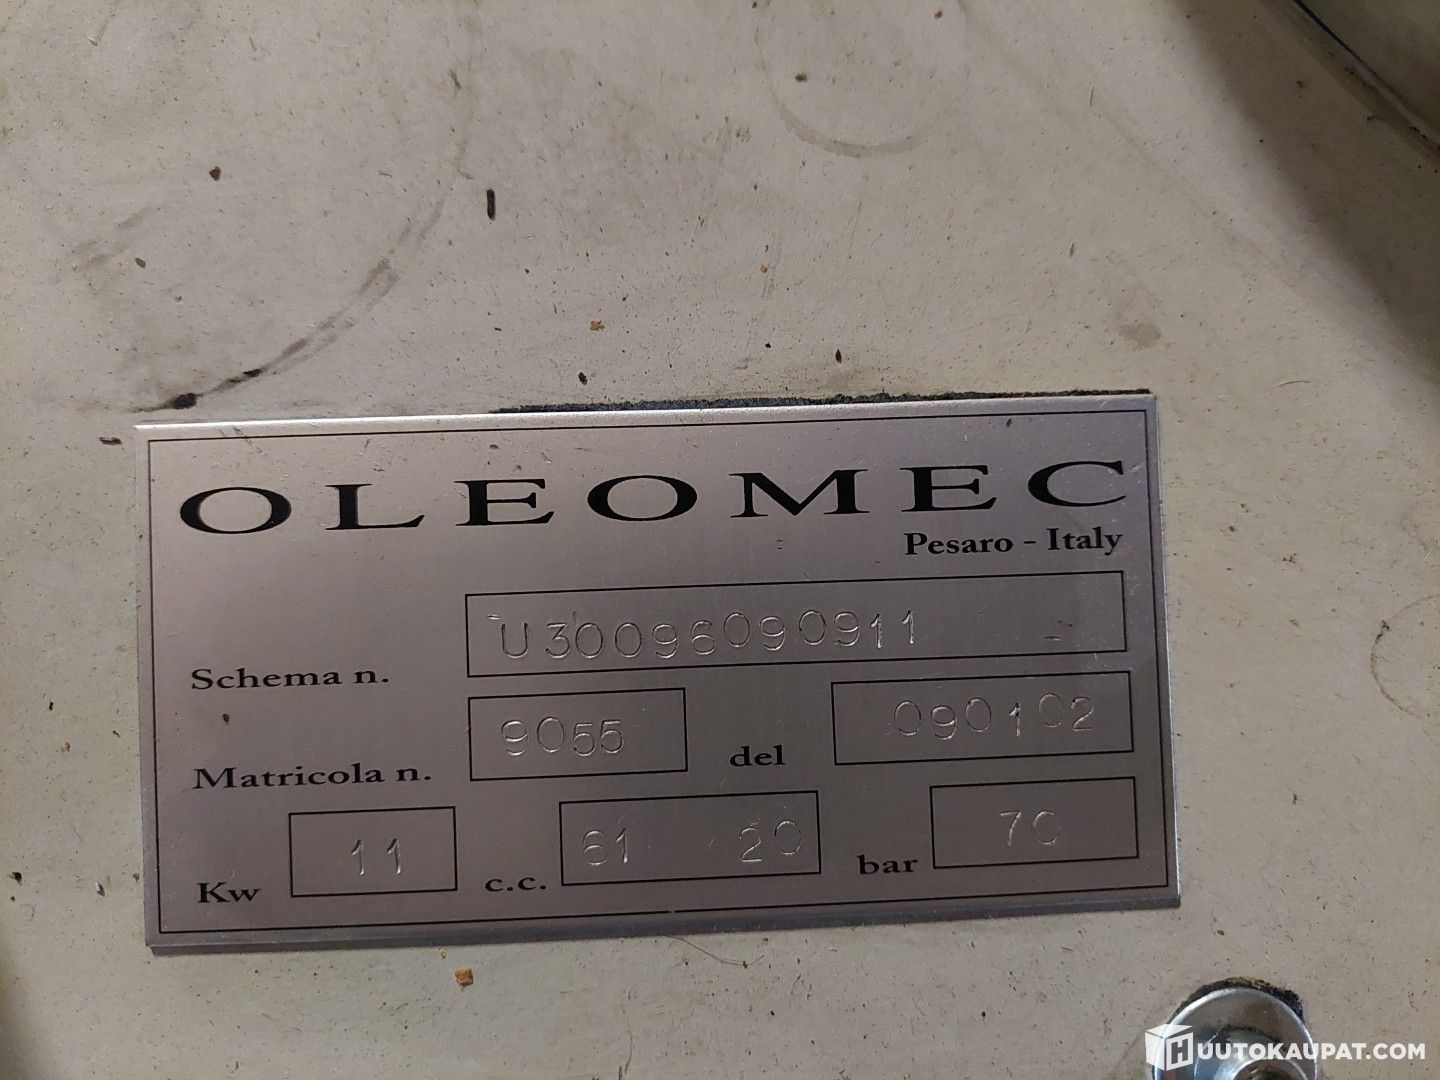 OLEOMEC
Pesaro - Italy
Schema n. U30096090911
Matricola n. 9055 del 090102
Kw 11 c.c. 61 20 bar 70
HUUTOKAUPAT.COM